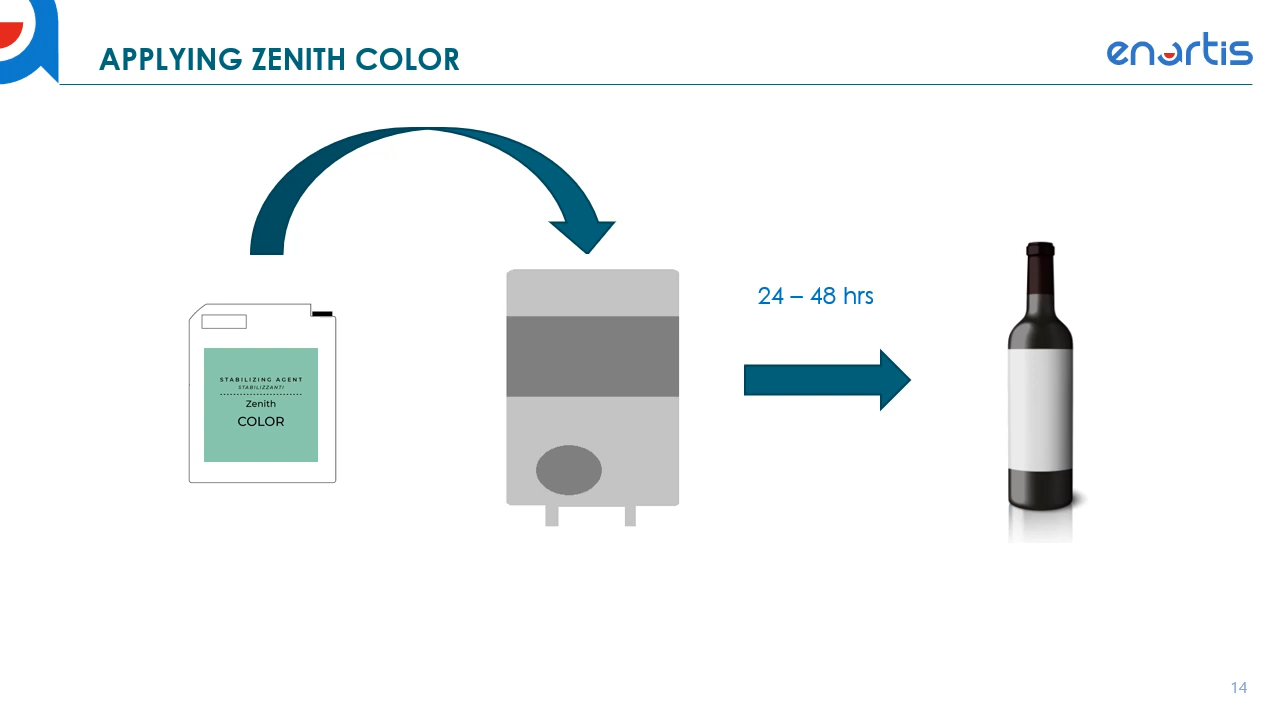 APPLYING ZENITH COLOR
enartis
24 – 48 hrs
STABILIZING AGENT
STABILIZZANTI
Zenith
COLOR
14